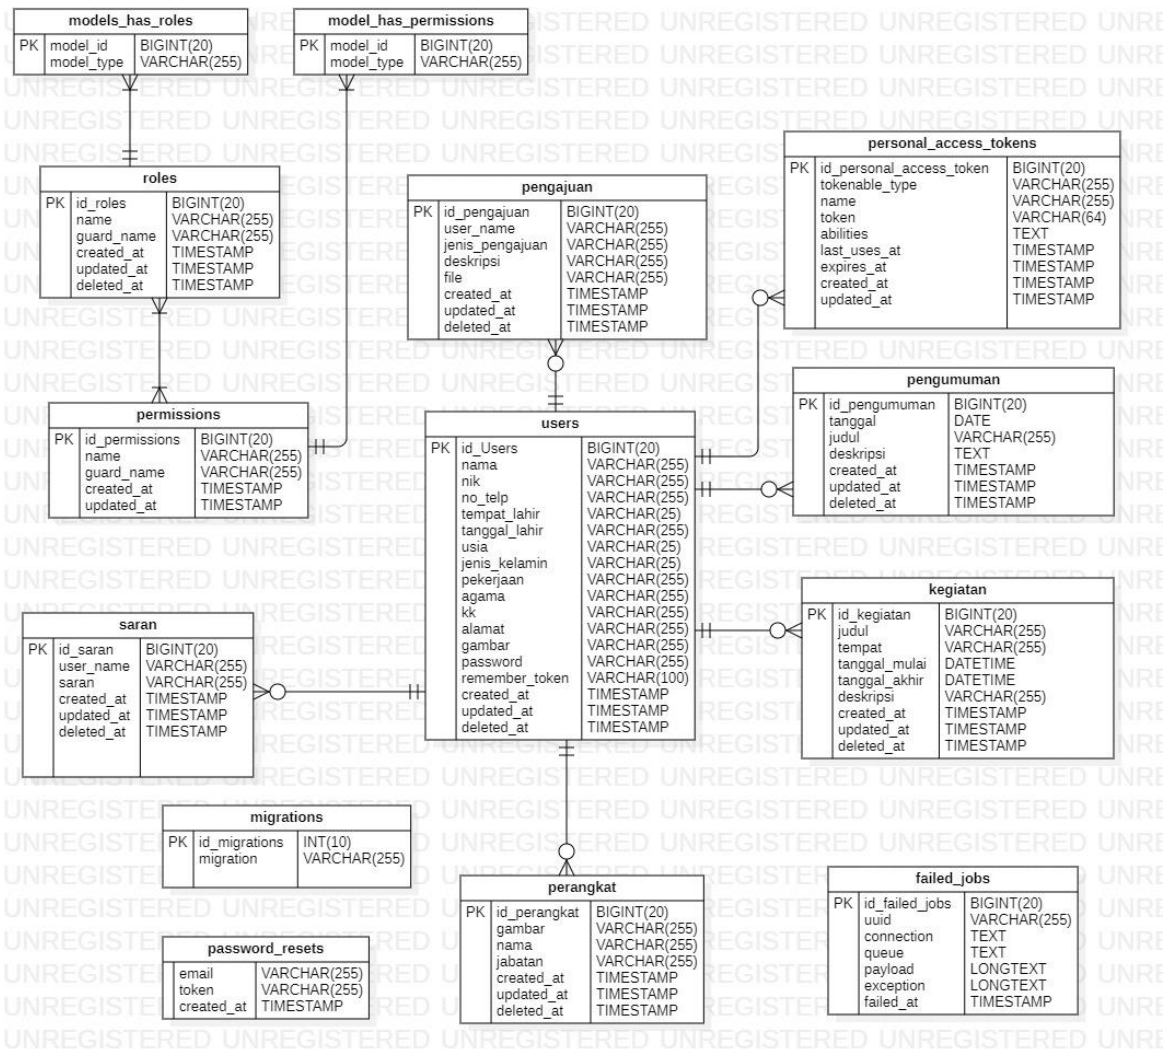 models_has_roles
PK model_id BIGINT(20)
model_type VARCHAR(255)
model_has_permissions
PK model_id BIGINT(20)
model_type VARCHAR(255)
roles
PK id_roles BIGINT(20)
name VARCHAR(255)
guard_name VARCHAR(255)
created_at TIMESTAMP
updated_at TIMESTAMP
deleted_at TIMESTAMP
pengajuan
PK id_pengajuan BIGINT(20)
user_name VARCHAR(255)
jenis_pengajuan VARCHAR(255)
deskripsi VARCHAR(255)
file VARCHAR(255)
created_at TIMESTAMP
updated_at TIMESTAMP
deleted_at TIMESTAMP
personal_access_tokens
PK id_personal_access_token BIGINT(20)
tokenable_type VARCHAR(255)
name VARCHAR(255)
token VARCHAR(64)
abilities TEXT
last_uses_at TIMESTAMP
expires_at TIMESTAMP
created_at TIMESTAMP
updated_at TIMESTAMP
permissions
PK id_permissions BIGINT(20)
name VARCHAR(255)
guard_name VARCHAR(255)
created_at TIMESTAMP
updated_at TIMESTAMP
users
PK id_Users BIGINT(20)
nama VARCHAR(255)
nik VARCHAR(255)
no_telp VARCHAR(255)
tempat_lahir VARCHAR(25)
tanggal_lahir VARCHAR(255)
usia VARCHAR(25)
jenis_kelamin VARCHAR(25)
pekerjaan VARCHAR(255)
agama VARCHAR(255)
kk VARCHAR(255)
alamat VARCHAR(255)
gambar VARCHAR(255)
password VARCHAR(255)
remember_token VARCHAR(100)
created_at TIMESTAMP
updated_at TIMESTAMP
deleted_at TIMESTAMP
pengumuman
PK id_pengumuman BIGINT(20)
tanggal DATE
judul VARCHAR(255)
deskripsi TEXT
created_at TIMESTAMP
updated_at TIMESTAMP
deleted_at TIMESTAMP
kegiatan
PK id_kegiatan BIGINT(20)
judul VARCHAR(255)
tempat VARCHAR(255)
tanggal_mulai DATETIME
tanggal_akhir DATETIME
deskripsi VARCHAR(255)
created_at TIMESTAMP
updated_at TIMESTAMP
deleted_at TIMESTAMP
saran
PK id_saran BIGINT(20)
user_name VARCHAR(255)
saran VARCHAR(255)
created_at TIMESTAMP
updated_at TIMESTAMP
deleted_at TIMESTAMP
migrations
PK id_migrations INT(10)
migration VARCHAR(255)
perangkat
PK id_perangkat BIGINT(20)
gambar VARCHAR(255)
nama VARCHAR(255)
jabatan VARCHAR(255)
created_at TIMESTAMP
updated_at TIMESTAMP
deleted_at TIMESTAMP
failed_jobs
PK id_failed_jobs BIGINT(20)
uuid VARCHAR(255)
connection TEXT
queue TEXT
payload LONGTEXT
exception LONGTEXT
failed_at TIMESTAMP
password_resets
email VARCHAR(255)
token VARCHAR(255)
created_at TIMESTAMP
UNREGISTERED